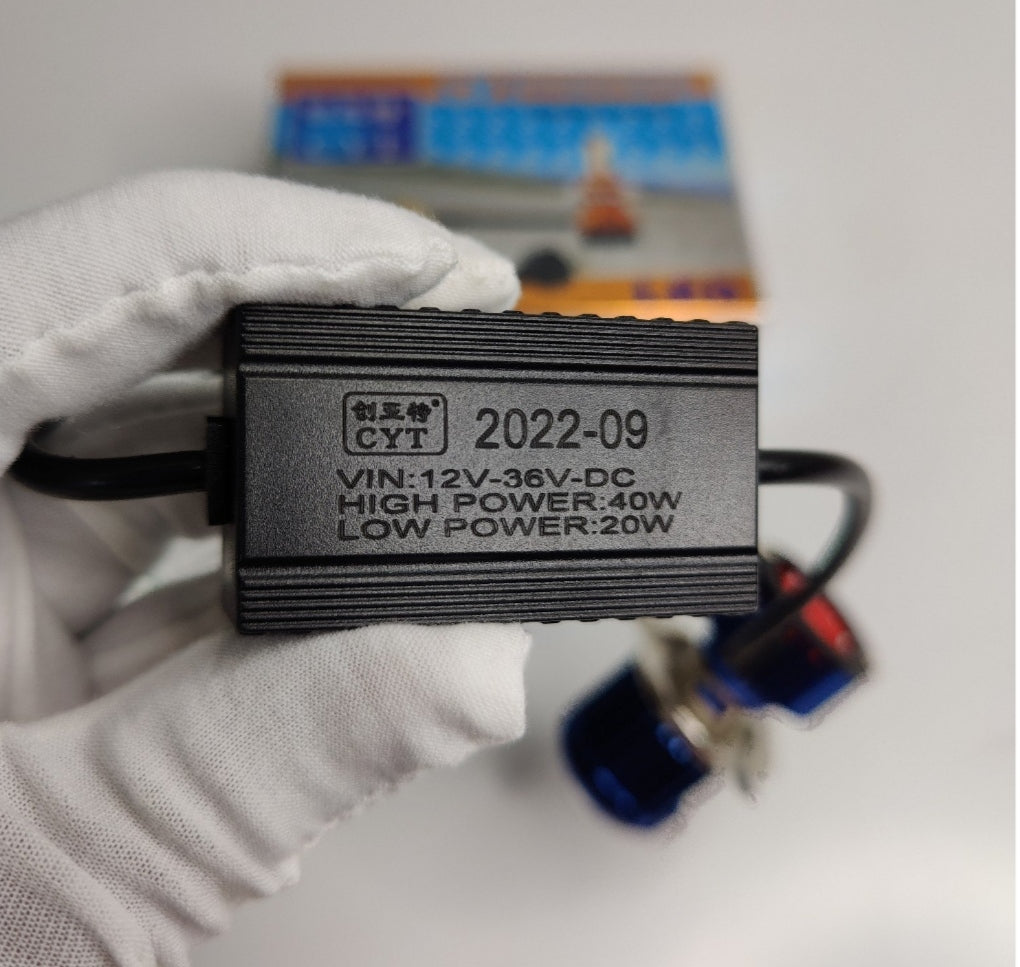 创亚特
CYT 2022-09
VIN:12V-36V-DC
HIGH POWER:40W
LOW POWER:20W